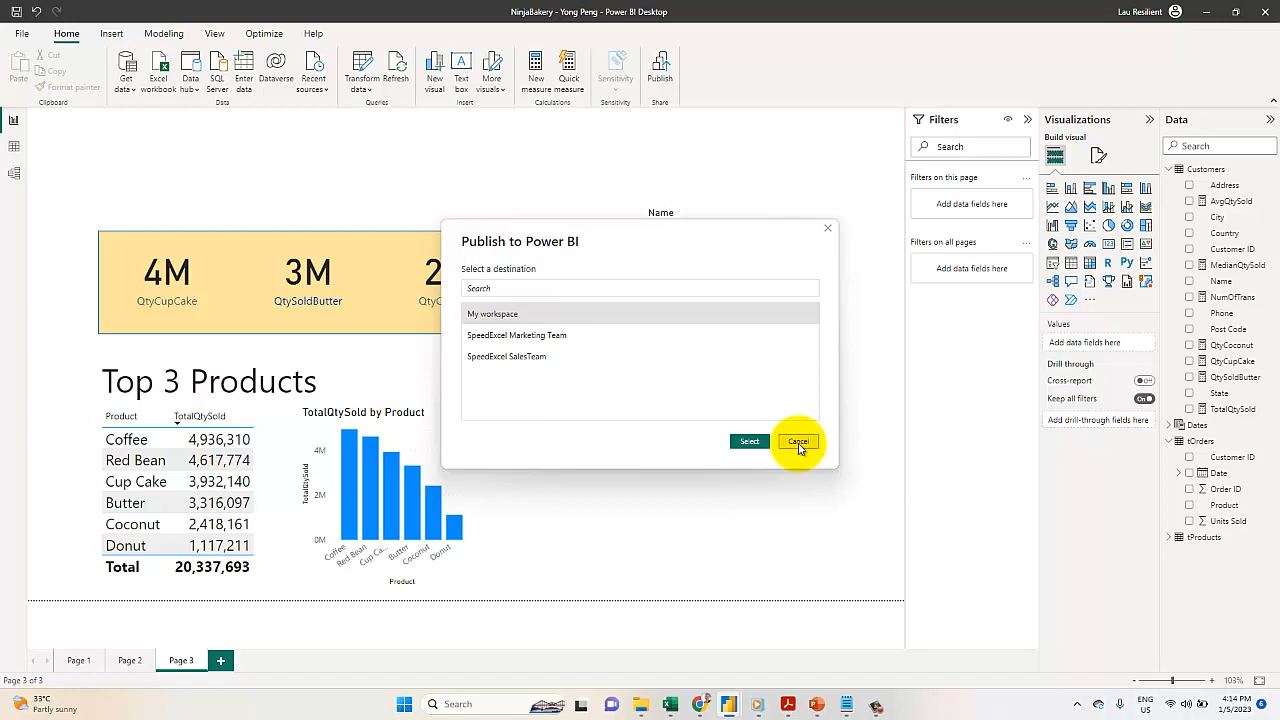 NinjaBakery - Yong Peng - Power BI Desktop
Lau Resilient
File Home Insert Modeling View Optimize Help
Paste
Cut
Copy
Format painter
Clipboard
Get data
Excel workbook
Data hub
SQL Server
Enter data
Dataverse
Recent sources
Data
Transform data
Refresh
Queries
New visual
Text box
More visuals
Insert
New measure
Quick measure
Calculations
Sensitivity
Sensitivity
Publish
Share
Name
4M
QtyCupCake
3M
QtySoldButter
2
QtyC
Top 3 Products
Product TotalQtySold
Coffee 4,936,310
Red Bean 4,617,774
Cup Cake 3,932,140
Butter 3,316,097
Coconut 2,418,161
Donut 1,117,211
Total 20,337,693
TotalQtySold by Product
TotalQtySold
4M
2M
0M
Coffee
Red Bean
Cup Ca...
Butter
Coconut
Donut
Product
Publish to Power BI
Select a destination
Search
My workspace
SpeedExcel Marketing Team
SpeedExcel SalesTeam
Select Cancel
Filters
Search
Filters on this page ...
Add data fields here
Filters on all pages ...
Add data fields here
Visualizations
Build visual
R Py
...
Values
Add data fields here
Drill through
Cross-report Off
Keep all filters On
Add drill-through fields here
Data
Search
Customers
Address
AvgQtySold
City
Country
Customer ID
MedianQtySold
Name
NumOfTrans
Phone
Post Code
QtyCoconut
QtyCupCake
QtySoldButter
State
TotalQtySold
Dates
tOrders
Customer ID
Date
Order ID
Product
Units Sold
tProducts
Page 1 Page 2 Page 3 +
Page 3 of 3
- + 103%
33°C
Partly sunny
Search
ENG
US
4:14 PM
1/5/2023